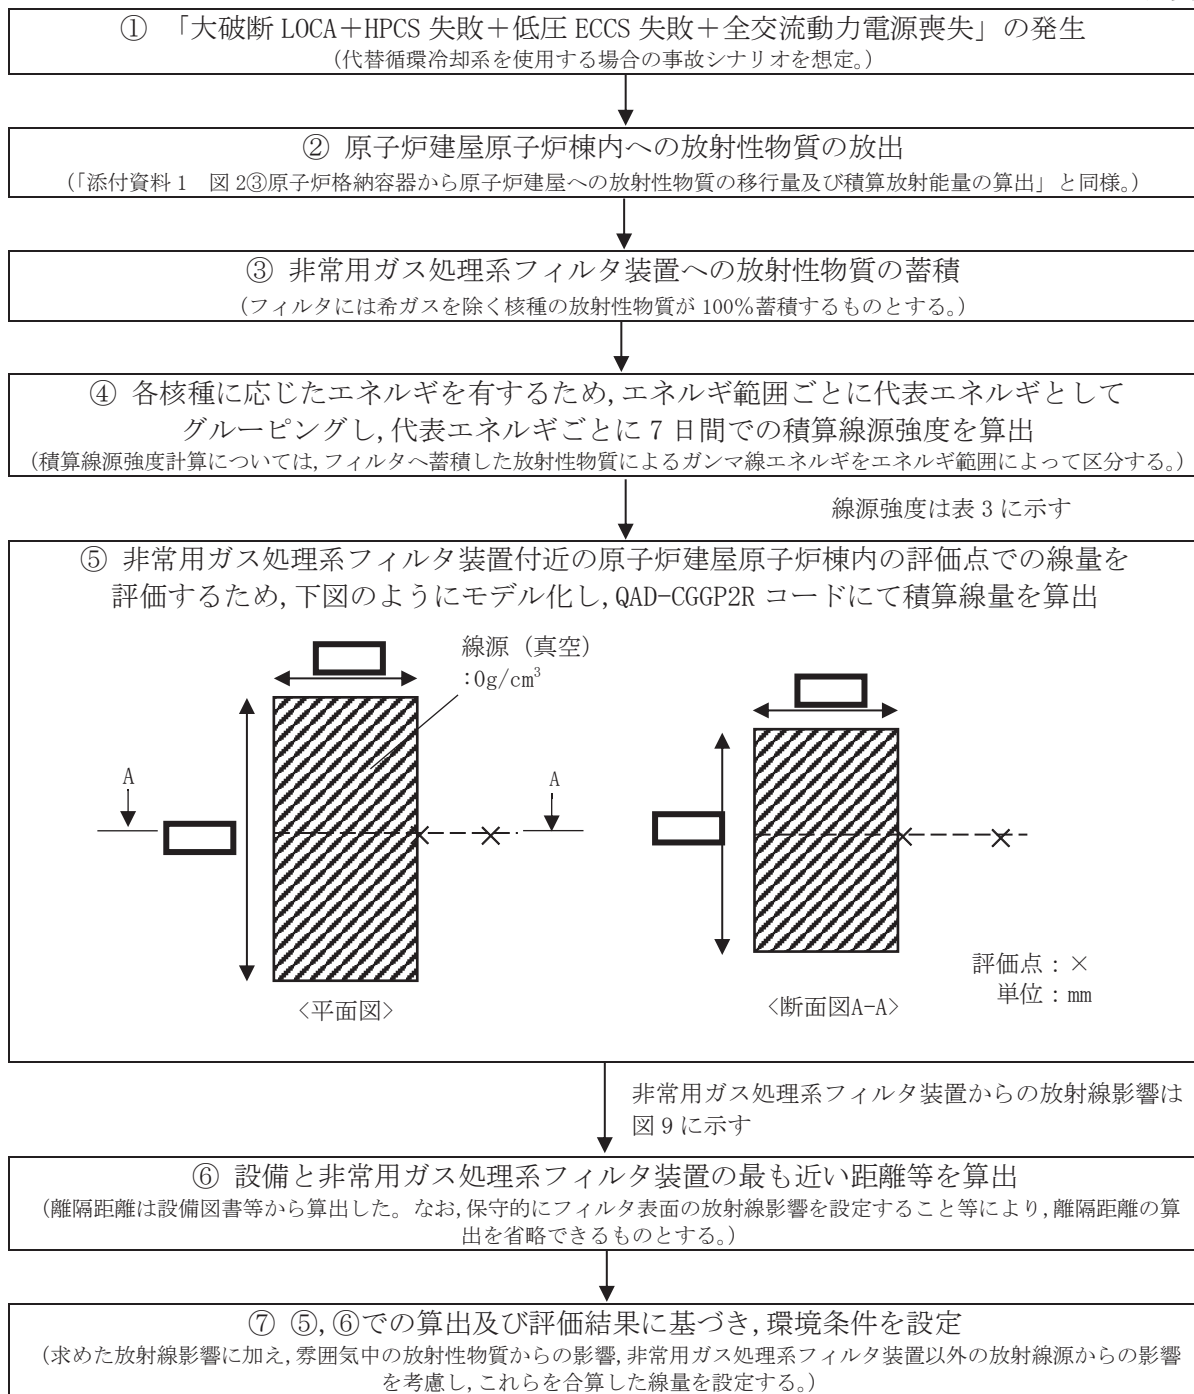 ① 「大破断 LOCA＋HPCS 失敗＋低圧 ECCS 失敗＋全交流動力電源喪失」の発生
(代替循環冷却系を使用する場合の事故シナリオを想定。)
② 原子炉建屋原子炉棟内への放射性物質の放出
(「添付資料 1　図 2③原子炉格納容器から原子炉建屋への放射性物質の移行量及び積算放射能量の算出」と同様。)
③ 非常用ガス処理系フィルタ装置への放射性物質の蓄積
(フィルタには希ガスを除く核種の放射性物質が 100％蓄積するものとする。)
④ 各核種に応じたエネルギを有するため,エネルギ範囲ごとに代表エネルギとして
グルーピングし,代表エネルギごとに 7 日間での積算線源強度を算出
(積算線源強度計算については,フィルタへ蓄積した放射性物質によるガンマ線エネルギをエネルギ範囲によって区分する。)
線源強度は表 3 に示す
⑤ 非常用ガス処理系フィルタ装置付近の原子炉建屋原子炉棟内の評価点での線量を
評価するため,下図のようにモデル化し,QAD-CGGP2R コードにて積算線量を算出
線源（真空）
:0g/cm³
A
A
評価点：×
単位：mm
<平面図>
<断面図A-A>
非常用ガス処理系フィルタ装置からの放射線影響は
図 9 に示す
⑥ 設備と非常用ガス処理系フィルタ装置の最も近い距離等を算出
(離隔距離は設備図書等から算出した。なお,保守的にフィルタ表面の放射線影響を設定すること等により,離隔距離の算
出を省略できるものとする。)
⑦ ⑤,⑥での算出及び評価結果に基づき,環境条件を設定
(求めた放射線影響に加え,雰囲気中の放射性物質からの影響,非常用ガス処理系フィルタ装置以外の放射線源からの影響
を考慮し,これらを合算した線量を設定する。)